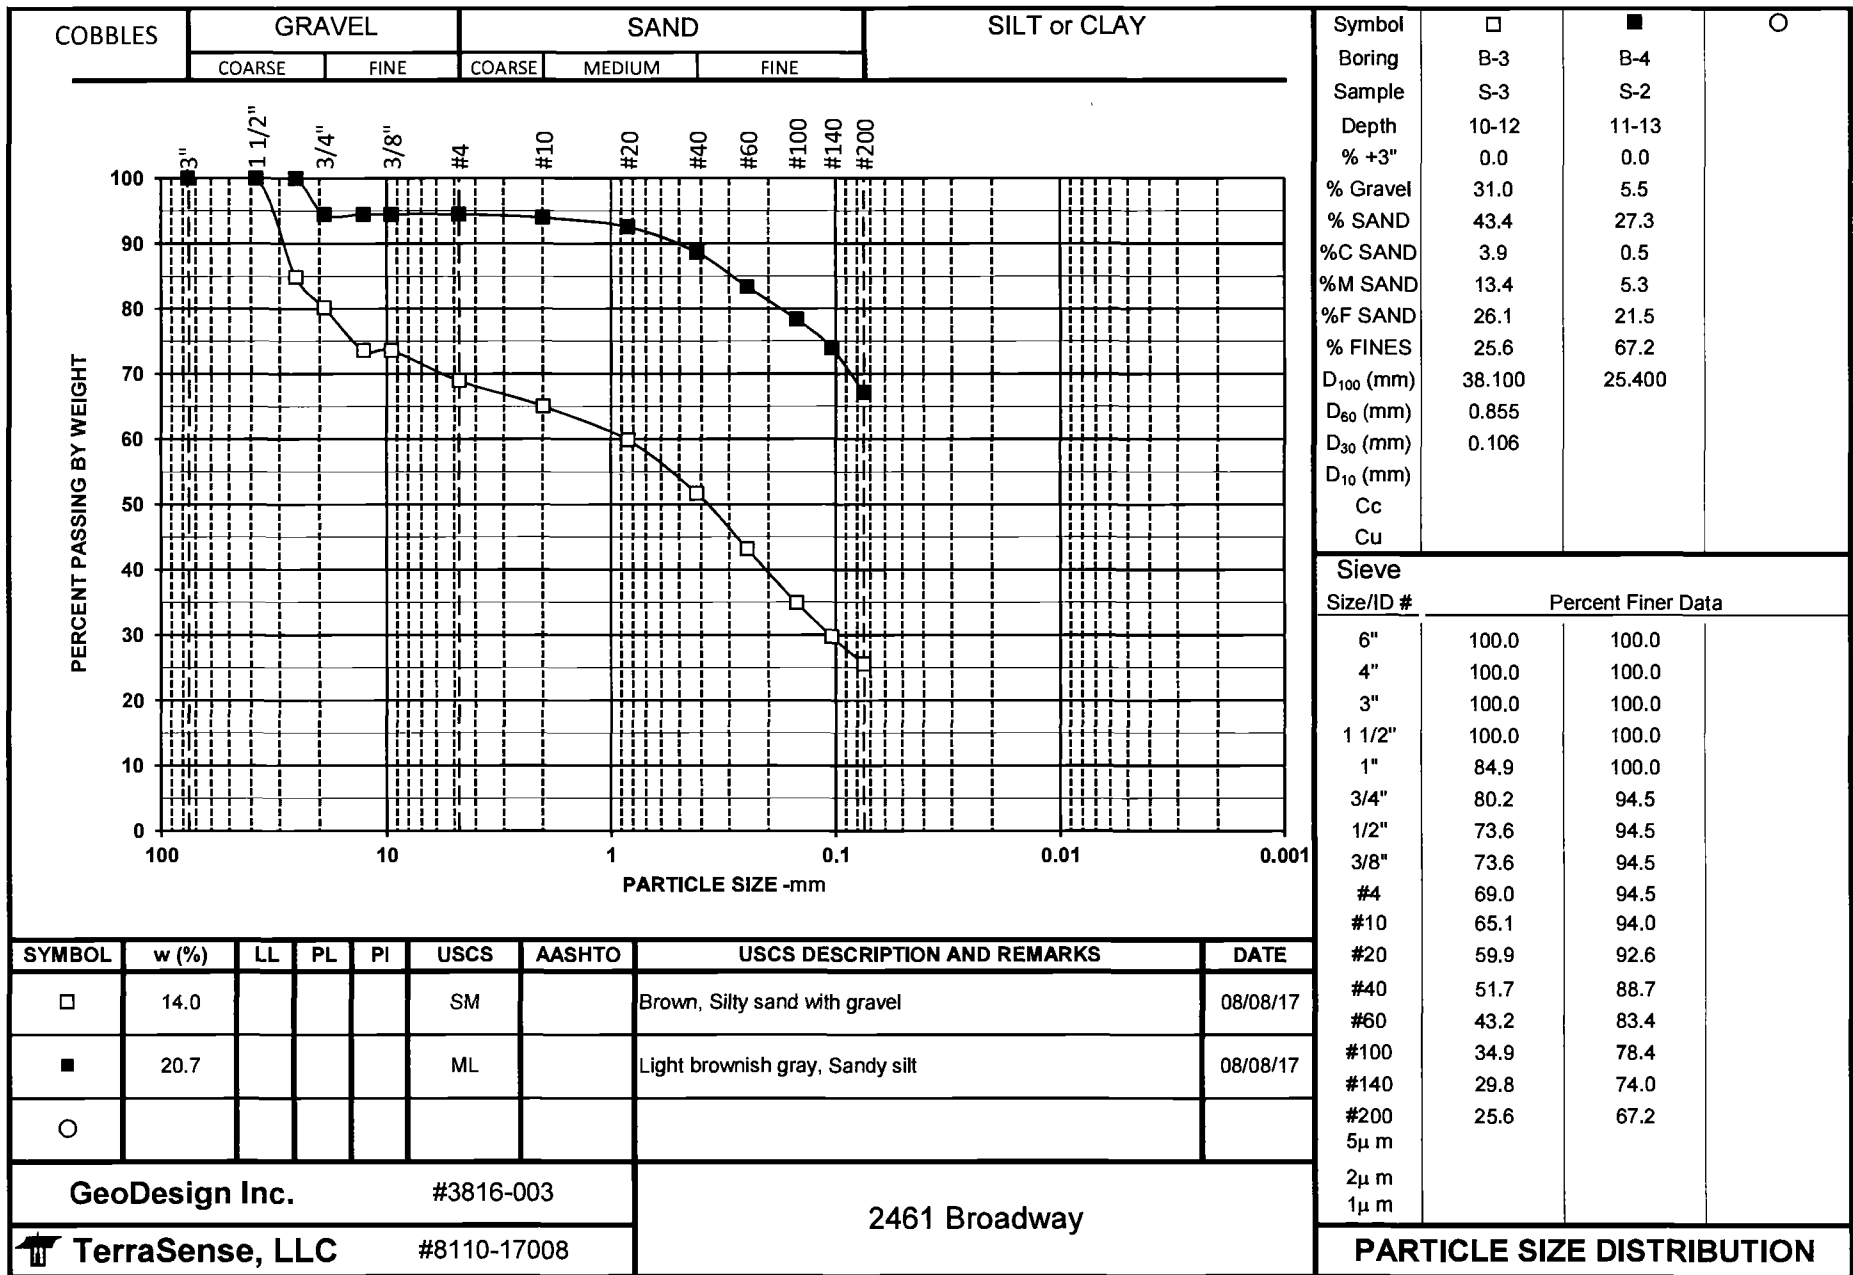 COBBLES GRAVEL SAND SILT or CLAY
COARSE FINE COARSE MEDIUM FINE
3" 1 1/2" 3/4" 3/8" #4 #10 #20 #40 #60 #100 #140 #200
PERCENT PASSING BY WEIGHT
100
90
80
70
60
50
40
30
20
10
0
100 10 1 0.1 0.01 0.001
PARTICLE SIZE -mm
SYMBOL w (%) LL PL PI USCS AASHTO USCS DESCRIPTION AND REMARKS DATE
□ 14.0 SM Brown, Silty sand with gravel 08/08/17
■ 20.7 ML Light brownish gray, Sandy silt 08/08/17
○
GeoDesign Inc. #3816-003
TerraSense, LLC #8110-17008
2461 Broadway
Symbol □ ■ ○
Boring B-3 B-4
Sample S-3 S-2
Depth 10-12 11-13
% +3" 0.0 0.0
% Gravel 31.0 5.5
% SAND 43.4 27.3
%C SAND 3.9 0.5
%M SAND 13.4 5.3
%F SAND 26.1 21.5
% FINES 25.6 67.2
D100 (mm) 38.100 25.400
D60 (mm) 0.855
D30 (mm) 0.106
D10 (mm)
Cc
Cu
Sieve
Size/ID # Percent Finer Data
6" 100.0 100.0
4" 100.0 100.0
3" 100.0 100.0
1 1/2" 100.0 100.0
1" 84.9 100.0
3/4" 80.2 94.5
1/2" 73.6 94.5
3/8" 73.6 94.5
#4 69.0 94.5
#10 65.1 94.0
#20 59.9 92.6
#40 51.7 88.7
#60 43.2 83.4
#100 34.9 78.4
#140 29.8 74.0
#200 25.6 67.2
5µ m
2µ m
1µ m
PARTICLE SIZE DISTRIBUTION